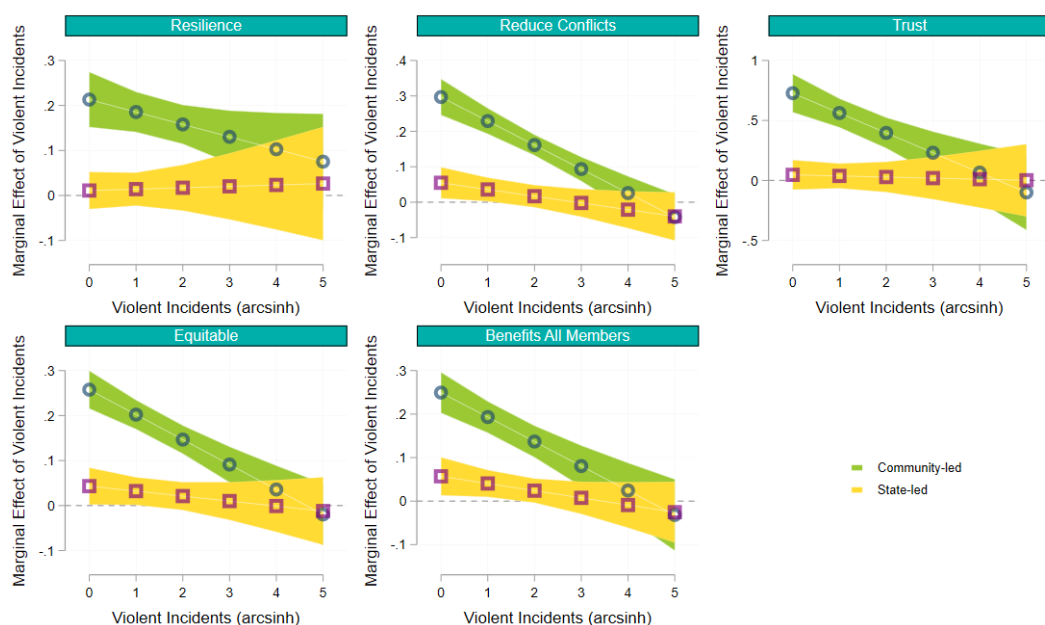 Resilience
Marginal Effect of Violent Incidents
.3
.2
.1
0
-.1
0 1 2 3 4 5
Violent Incidents (arcsinh)
Reduce Conflicts
Marginal Effect of Violent Incidents
.4
.3
.2
.1
0
-.1
0 1 2 3 4 5
Violent Incidents (arcsinh)
Trust
Marginal Effect of Violent Incidents
1
.5
0
-.5
0 1 2 3 4 5
Violent Incidents (arcsinh)
Equitable
Marginal Effect of Violent Incidents
.3
.2
.1
0
-.1
0 1 2 3 4 5
Violent Incidents (arcsinh)
Benefits All Members
Marginal Effect of Violent Incidents
.3
.2
.1
0
-.1
0 1 2 3 4 5
Violent Incidents (arcsinh)
Community-led
State-led